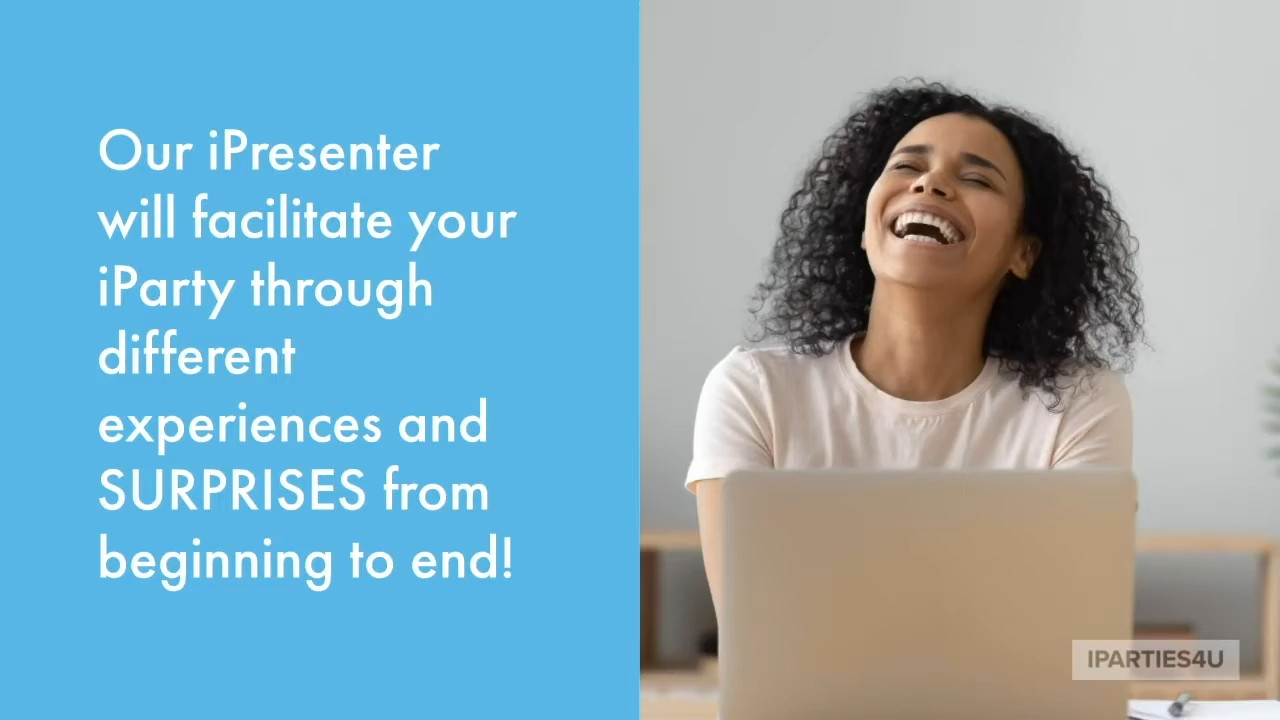 Our iPresenter
will facilitate your
iParty through
different
experiences and
SURPRISES from
beginning to end!
IPARTIES4U